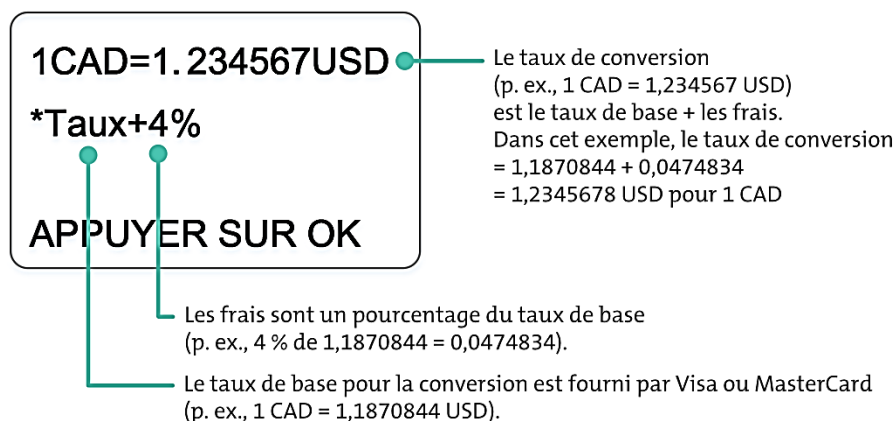 1CAD=1.234567USD
*Taux+4%
APPUYER SUR OK
Le taux de conversion
(p. ex., 1 CAD = 1,234567 USD)
est le taux de base + les frais.
Dans cet exemple, le taux de conversion
= 1,1870844 + 0,0474834
= 1,2345678 USD pour 1 CAD
Les frais sont un pourcentage du taux de base
(p. ex., 4 % de 1,1870844 = 0,0474834).
Le taux de base pour la conversion est fourni par Visa ou MasterCard
(p. ex., 1 CAD = 1,1870844 USD).